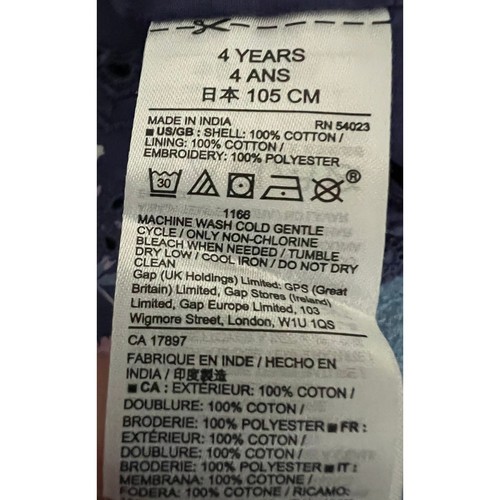 4 YEARS
4 ANS
日本 105 CM
MADE IN INDIA RN 54023
■ US/GB : SHELL: 100% COTTON /
LINING: 100% COTTON /
EMBROIDERY: 100% POLYESTER
30 ®
1166
MACHINE WASH COLD GENTLE
CYCLE / ONLY NON-CHLORINE
BLEACH WHEN NEEDED / TUMBLE
DRY LOW / COOL IRON / DO NOT DRY
CLEAN
Gap (UK Holdings) Limited: GPS (Great
Britain) Limited, Gap Stores (Ireland)
Limited, Gap Europe Limited, 103
Wigmore Street, London, W1U 1QS
CA 17897
FABRIQUE EN INDE / HECHO EN
INDIA / 印度製造
■ CA : EXTÉRIEUR: 100% COTON /
DOUBLURE: 100% COTON /
BRODERIE: 100% POLYESTER ■ FR :
EXTÉRIEUR: 100% COTON /
DOUBLURE: 100% COTON /
BRODERIE: 100% POLYESTER ■ IT :
MEMBRANA: 100% COTONE /
FODERA: 100% COTONE / RICAMO: